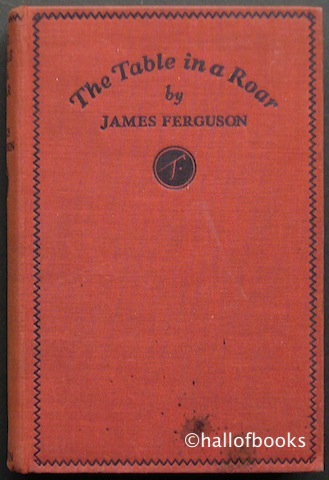 The Table in a Roar
by
JAMES FERGUSON
T.
©hallofbooks